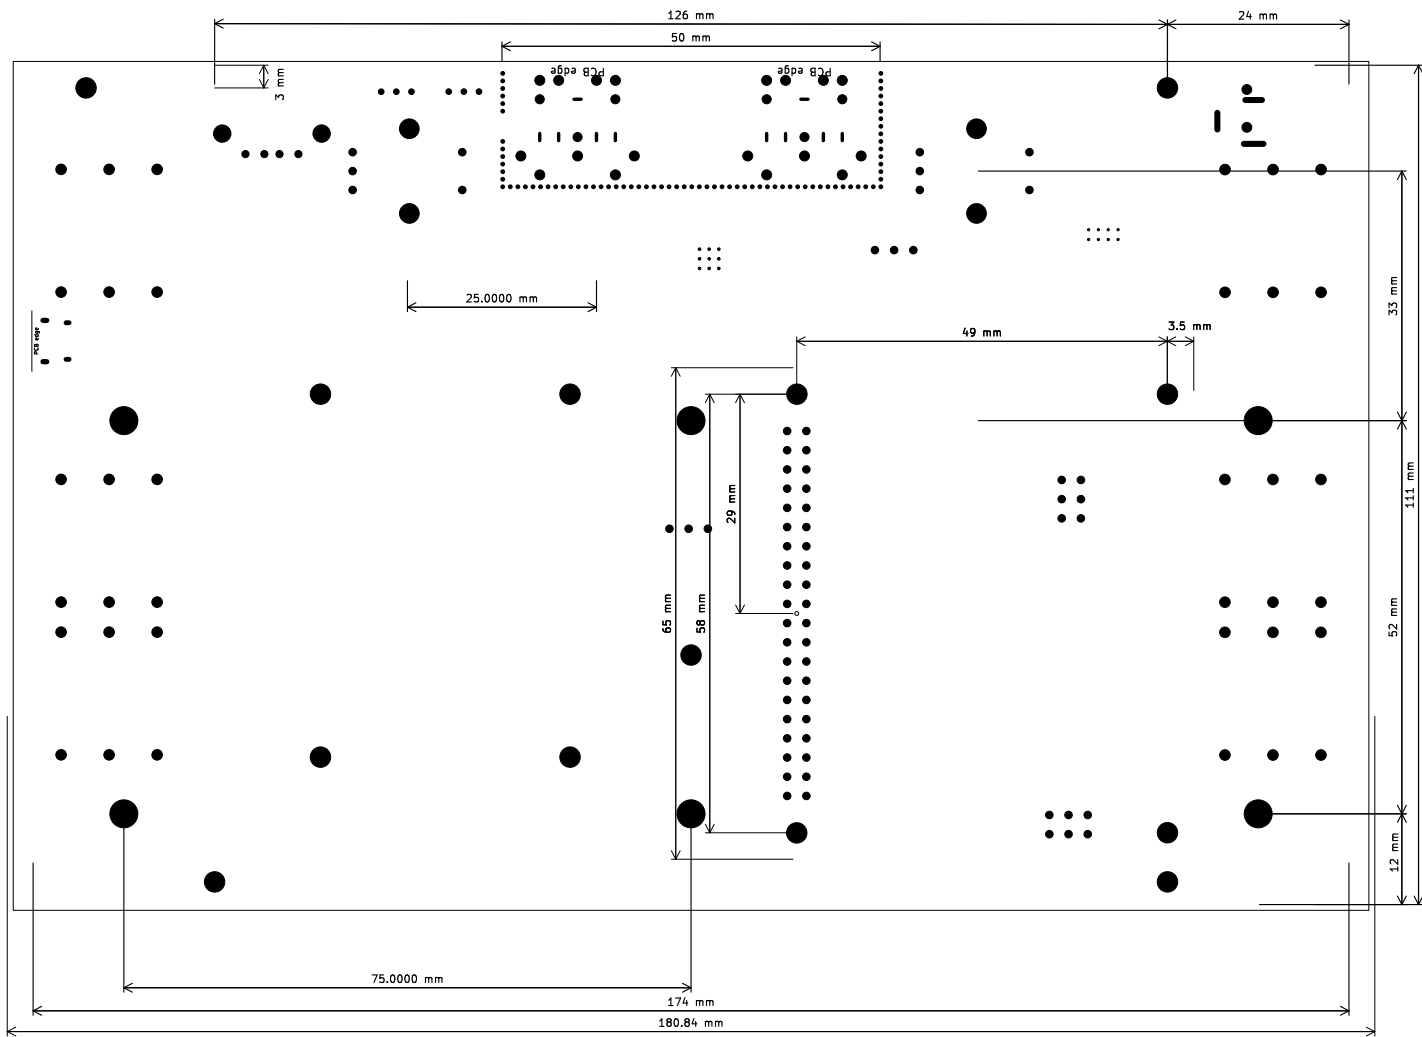 126 mm
24 mm
50 mm
3 mm
PCB edge
PCB edge
33 mm
25.0000 mm
3.5 mm
49 mm
PCB edge
111 mm
29 mm
65 mm
58 mm
52 mm
12 mm
75.0000 mm
174 mm
180.84 mm